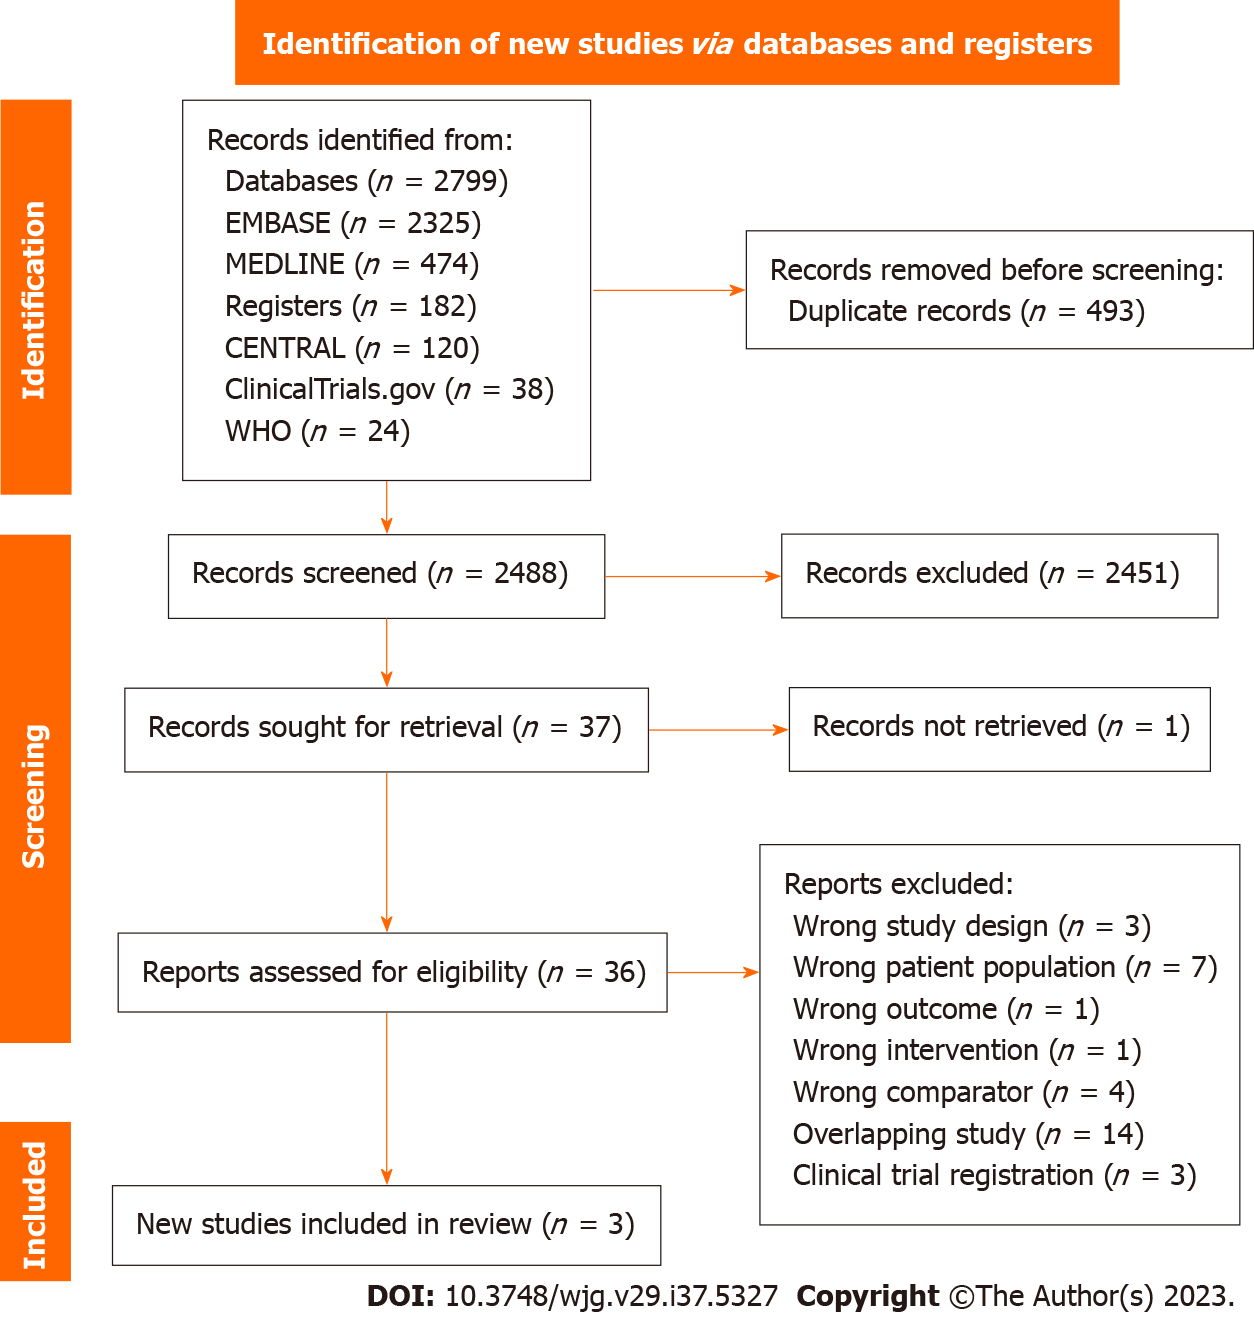 Identification of new studies via databases and registers
Identification
Records identified from:
Databases (n = 2799)
EMBASE (n = 2325)
MEDLINE (n = 474)
Registers (n = 182)
CENTRAL (n = 120)
ClinicalTrials.gov (n = 38)
WHO (n = 24)
Records removed before screening:
Duplicate records (n = 493)
Screening
Records screened (n = 2488)
Records excluded (n = 2451)
Records sought for retrieval (n = 37)
Records not retrieved (n = 1)
Reports assessed for eligibility (n = 36)
Reports excluded:
Wrong study design (n = 3)
Wrong patient population (n = 7)
Wrong outcome (n = 1)
Wrong intervention (n = 1)
Wrong comparator (n = 4)
Overlapping study (n = 14)
Clinical trial registration (n = 3)
Included
New studies included in review (n = 3)
DOI: 10.3748/wjg.v29.i37.5327 Copyright ©The Author(s) 2023.